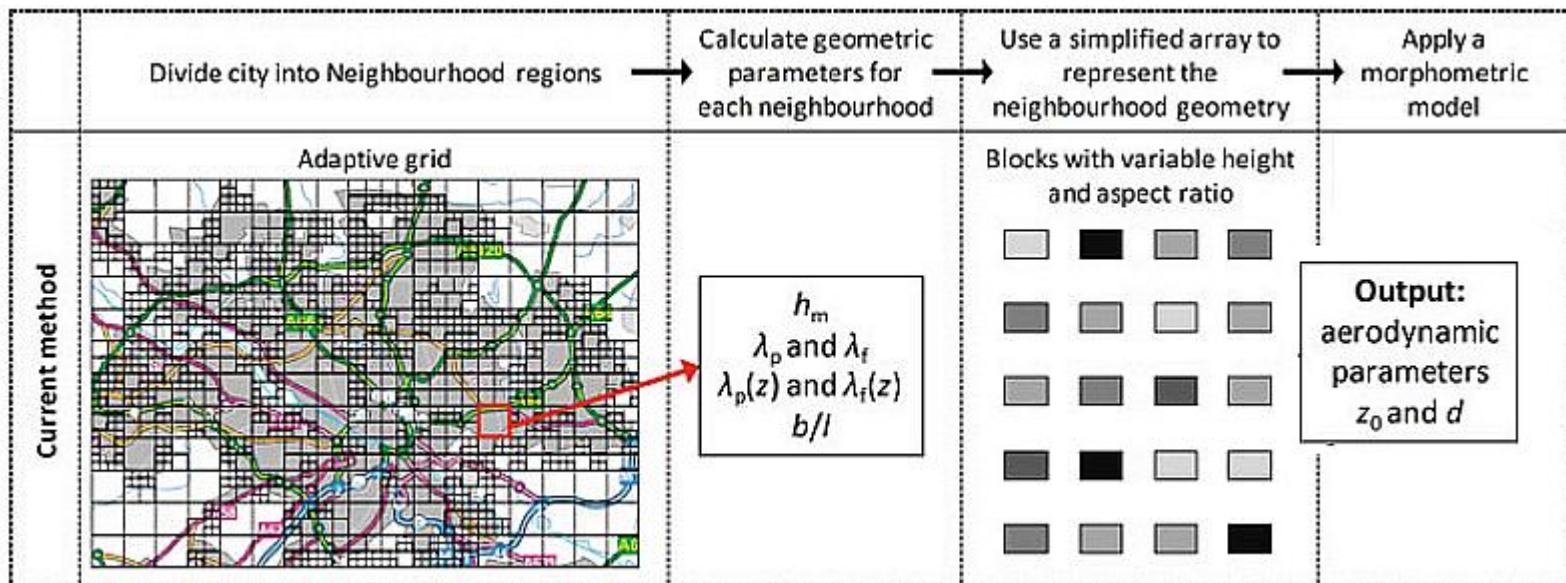 Divide city into Neighbourhood regions
Calculate geometric
parameters for
each neighbourhood
Use a simplified array to
represent the
neighbourhood geometry
Apply a
morphometric
model
Current method
Adaptive grid
h_m
λ_p and λ_f
λ_p(z) and λ_f(z)
b/l
Blocks with variable height
and aspect ratio
Output:
aerodynamic
parameters
z_0 and d